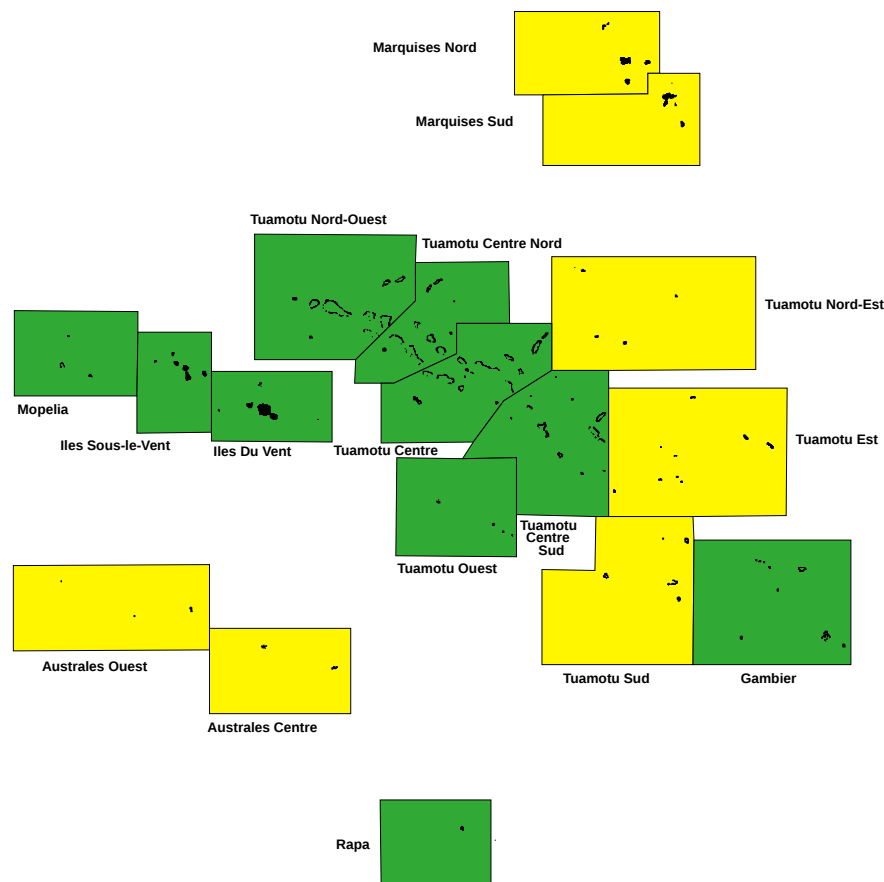 Marquises Nord
Marquises Sud
Tuamotu Nord-Ouest
Tuamotu Centre Nord
Tuamotu Nord-Est
Mopelia
Iles Sous-le-Vent
Iles Du Vent
Tuamotu Centre
Tuamotu Est
Tuamotu
Centre
Sud
Tuamotu Ouest
Australes Ouest
Tuamotu Sud
Gambier
Australes Centre
Rapa